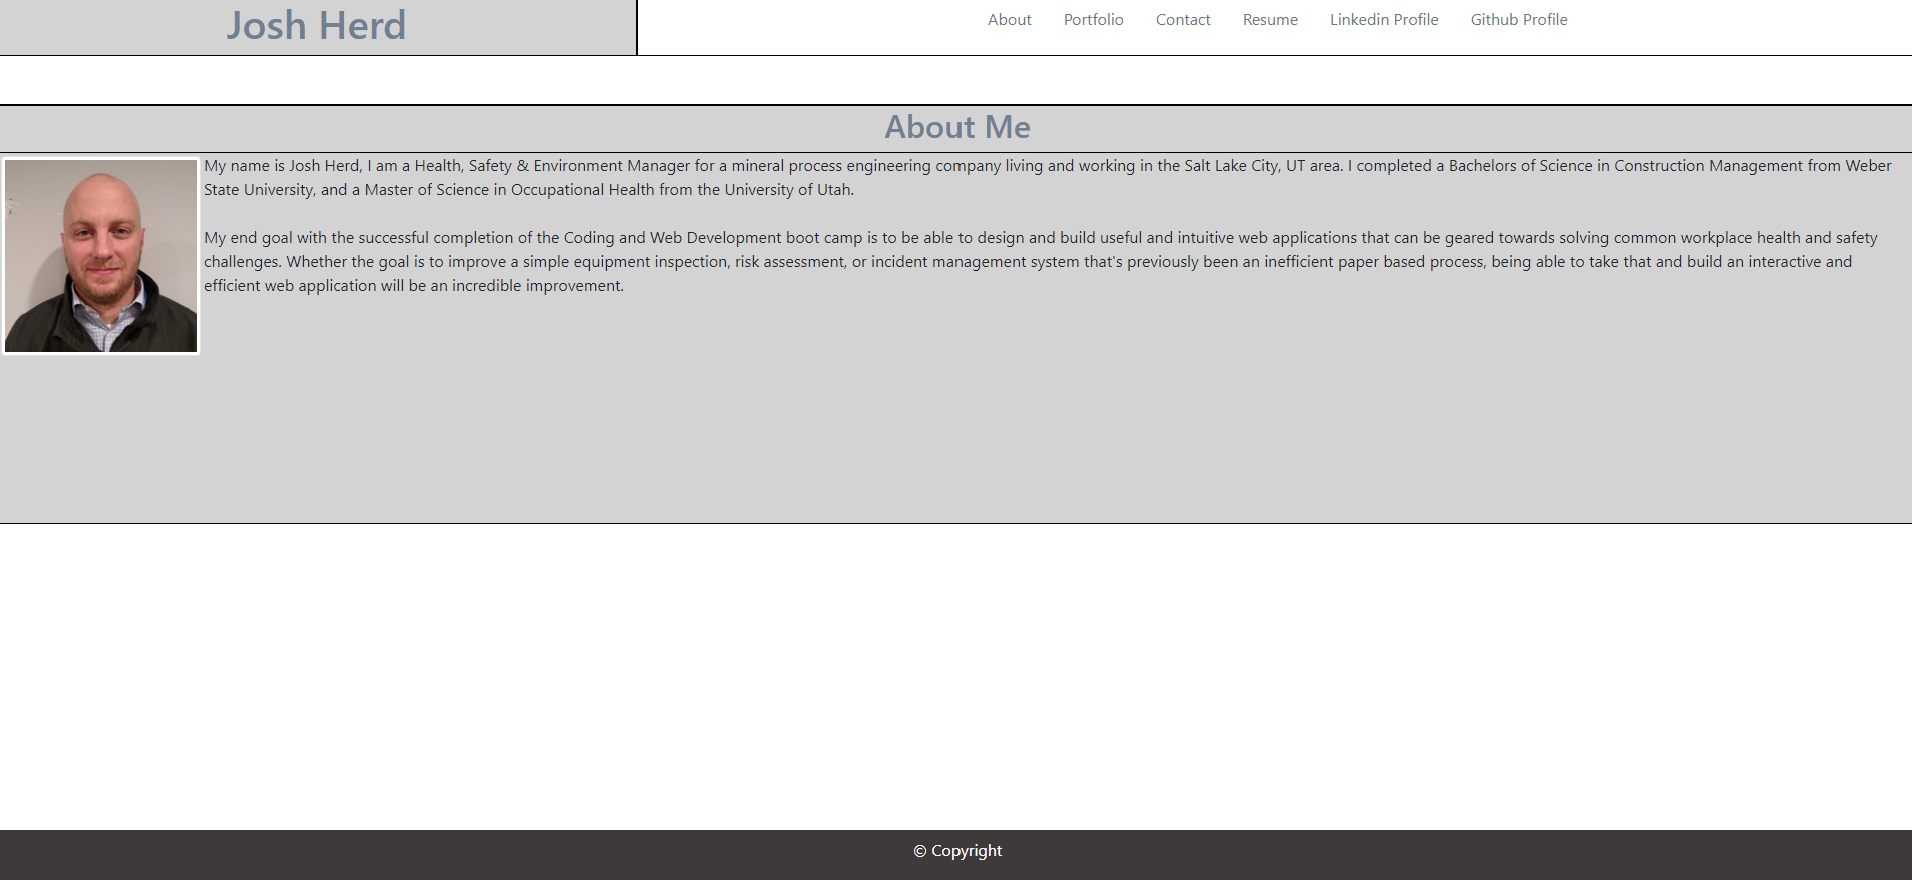 Josh Herd
About Portfolio Contact Resume Linkedin Profile Github Profile
About Me
My name is Josh Herd, I am a Health, Safety & Environment Manager for a mineral process engineering company living and working in the Salt Lake City, UT area. I completed a Bachelors of Science in Construction Management from Weber
State University, and a Master of Science in Occupational Health from the University of Utah.
My end goal with the successful completion of the Coding and Web Development boot camp is to be able to design and build useful and intuitive web applications that can be geared towards solving common workplace health and safety
challenges. Whether the goal is to improve a simple equipment inspection, risk assessment, or incident management system that's previously been an inefficient paper based process, being able to take that and build an interactive and
efficient web application will be an incredible improvement.
© Copyright